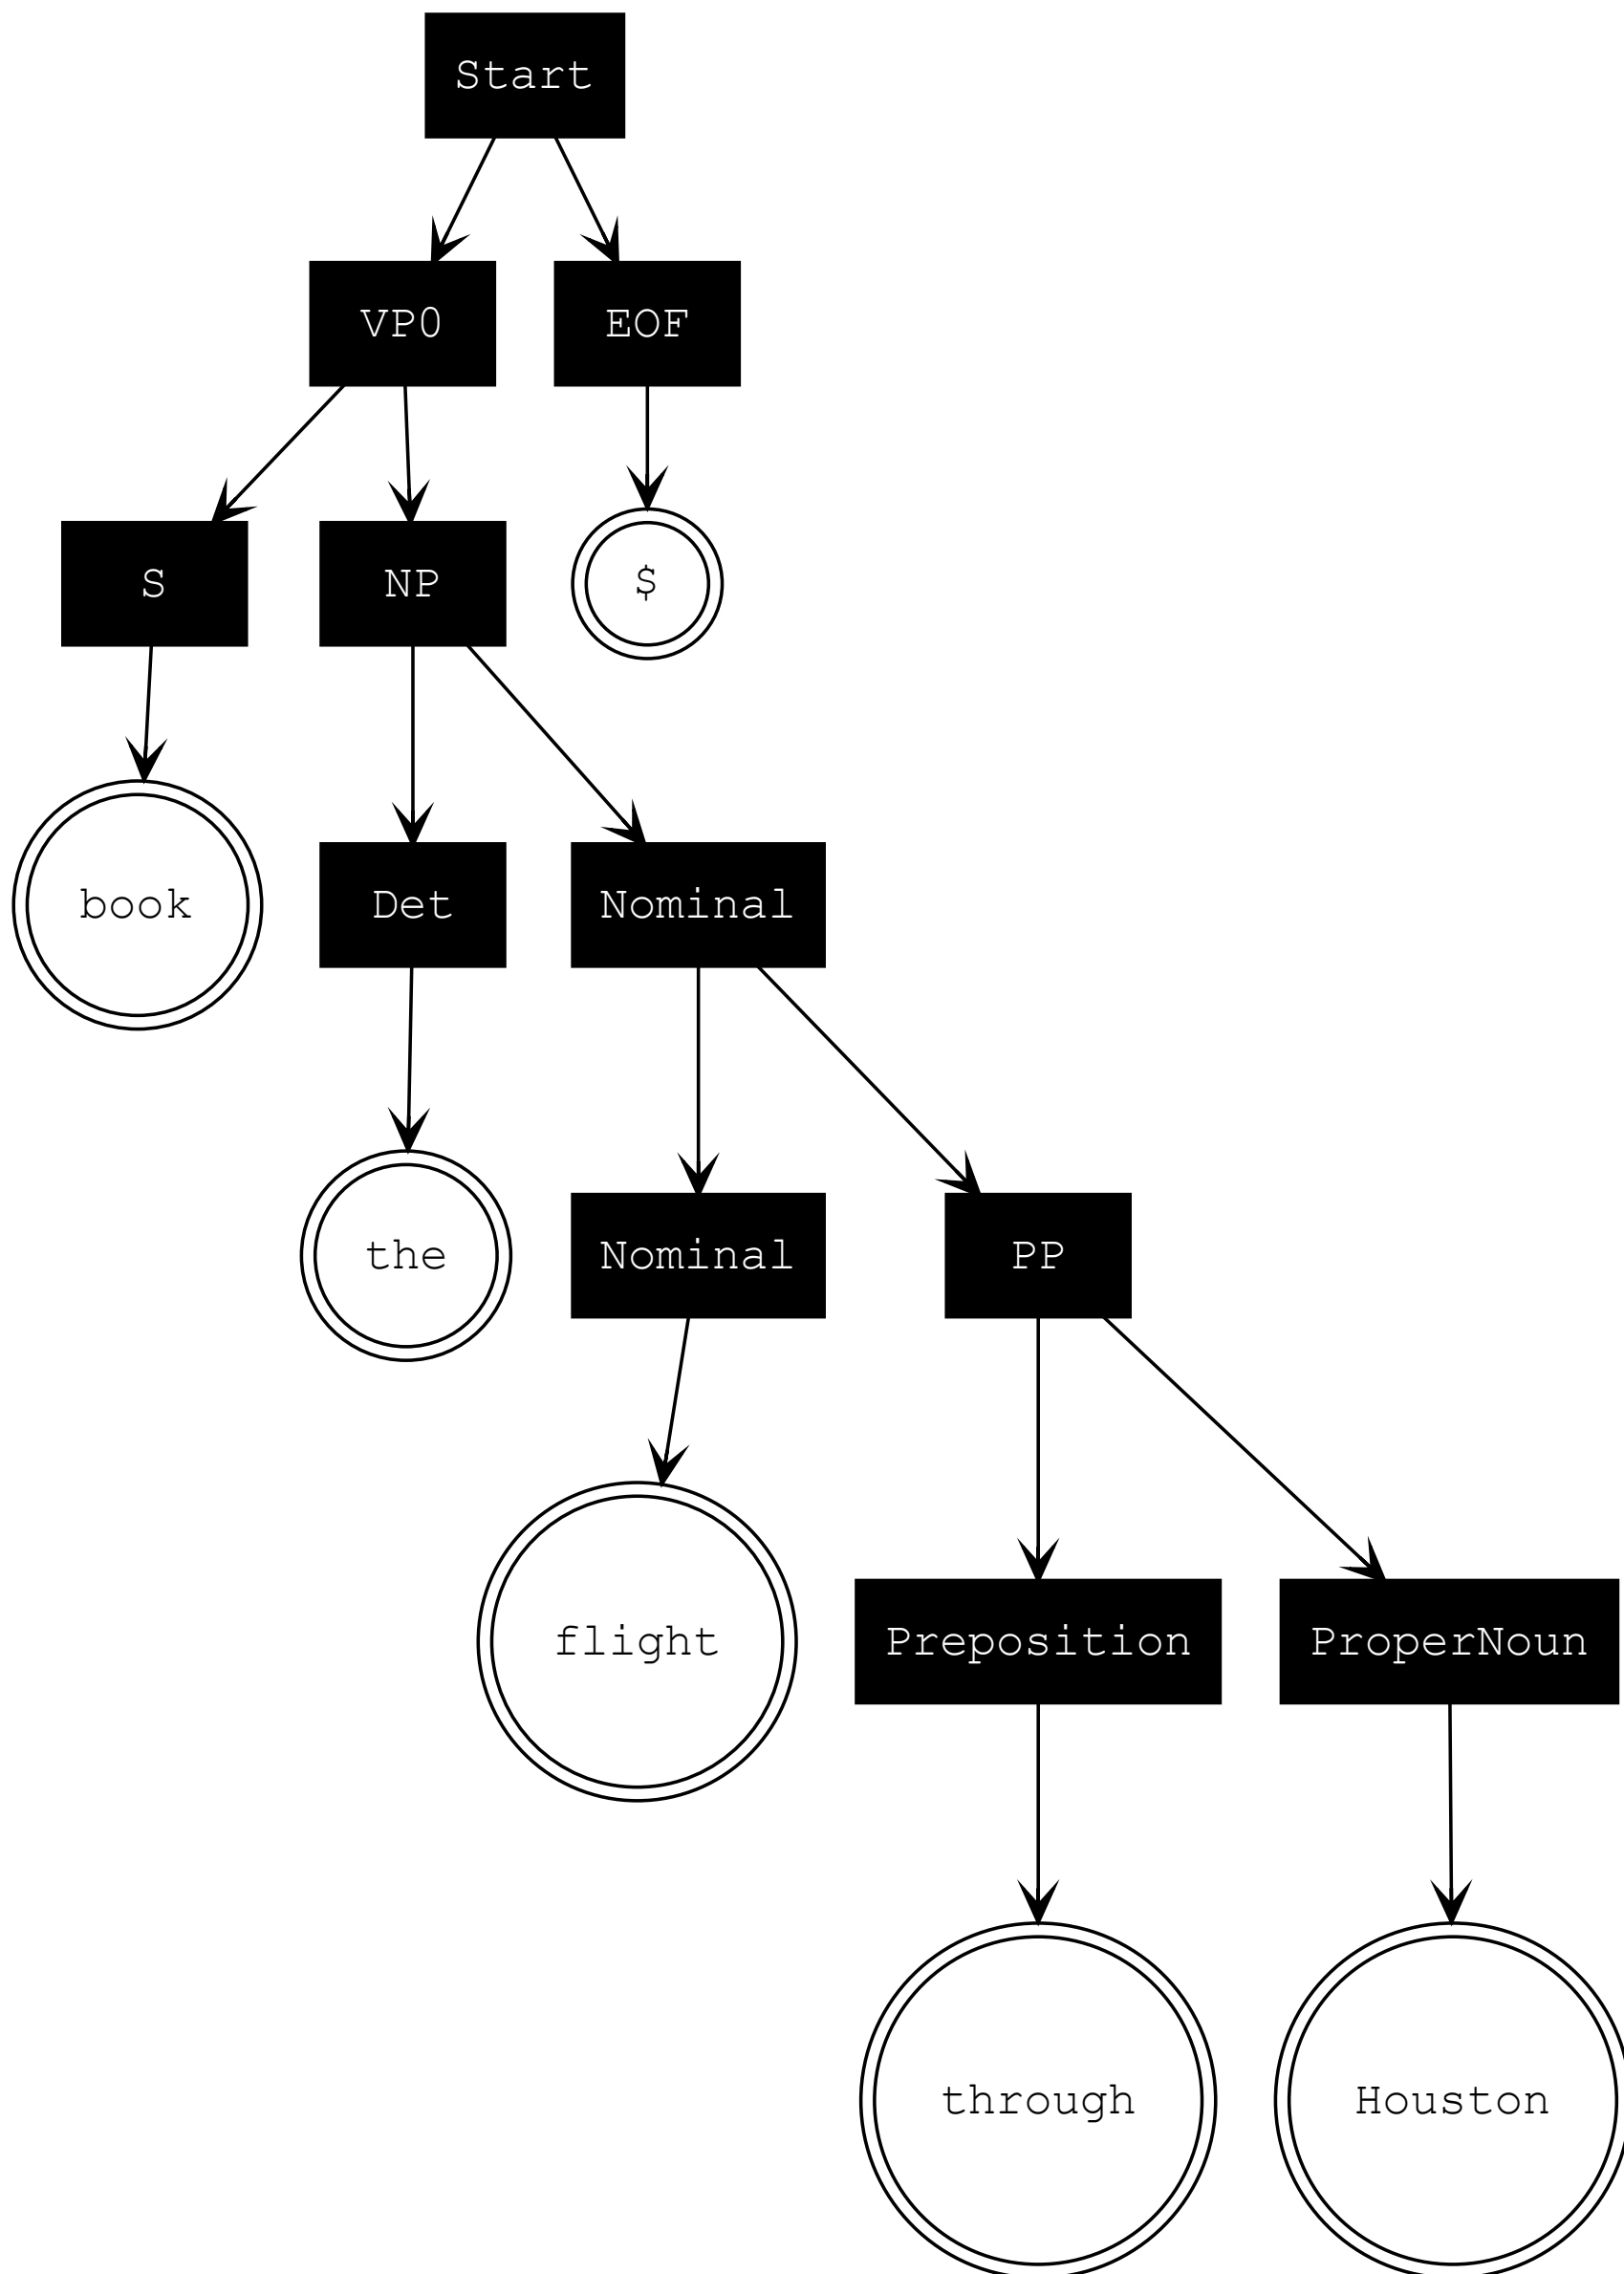 Start
VP0 EOF
S NP $
book Det Nominal
the Nominal PP
flight Preposition ProperNoun
through Houston